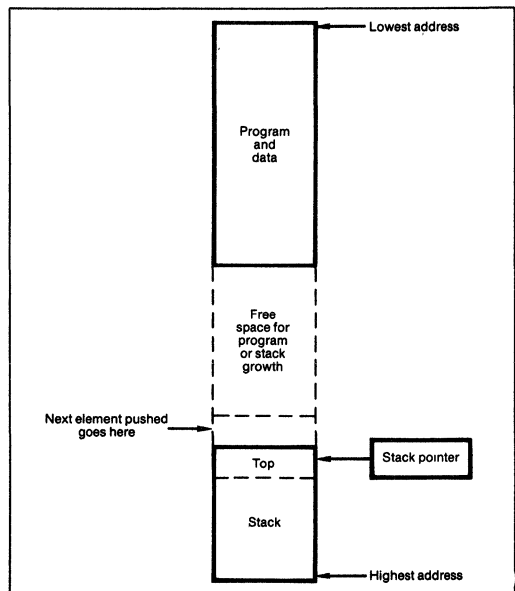 Lowest address
Program
and
data
Free
space for
program
or stack
growth
Next element pushed
goes here
Top
Stack pointer
Stack
Highest address